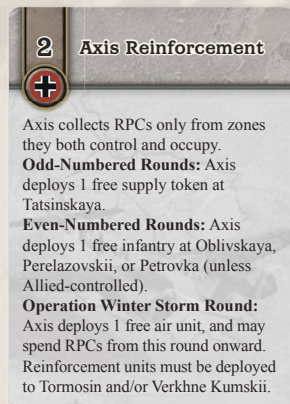 2 Axis Reinforcement
Axis collects RPCs only from zones
they both control and occupy.
Odd-Numbered Rounds: Axis
deploys 1 free supply token at
Tatsinskaya.
Even-Numbered Rounds: Axis
deploys 1 free infantry at Oblivskaya,
Perelazovskii, or Petrovka (unless
Allied-controlled).
Operation Winter Storm Round:
Axis deploys 1 free air unit, and may
spend RPCs from this round onward.
Reinforcement units must be deployed
to Tormosin and/or Verkhne Kumskii.